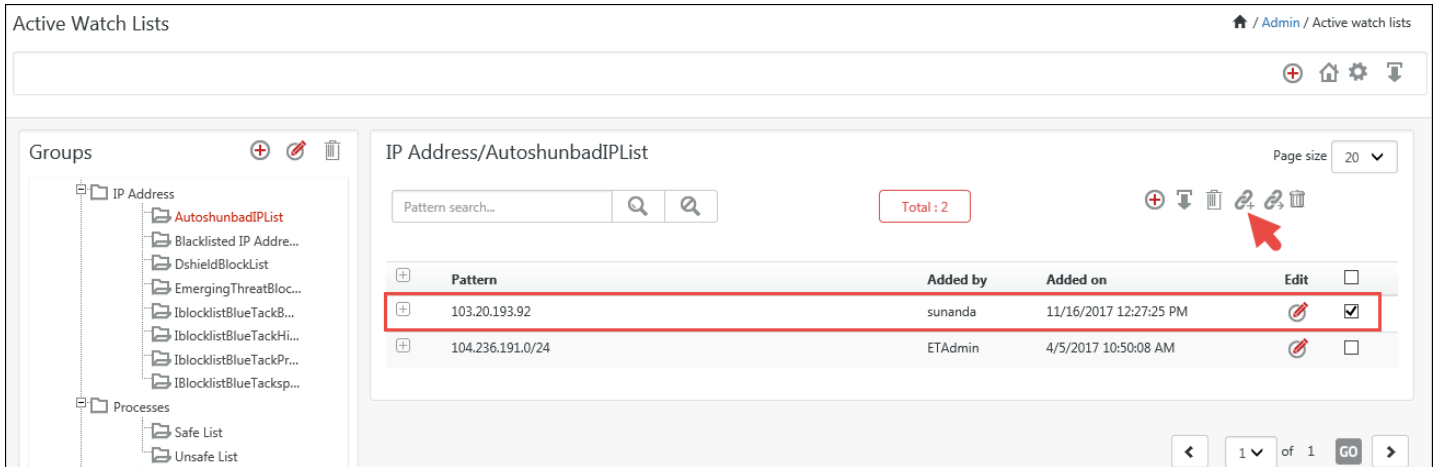 Active Watch Lists
/ Admin / Active watch lists
Groups
IP Address
AutoshunbadIPList
Blacklisted IP Addre...
DshieldBlockList
EmergingThreatBloc...
IblocklistBlueTackB...
IblocklistBlueTackHi...
IblocklistBlueTackPr...
IBlocklistBlueTacksp...
Processes
Safe List
Unsafe List
IP Address/AutoshunbadIPList
Page size 20
Pattern search...
Total : 2
Pattern Added by Added on Edit
103.20.193.92 sunanda 11/16/2017 12:27:25 PM
104.236.191.0/24 ETAdmin 4/5/2017 10:50:08 AM
1 of 1 GO